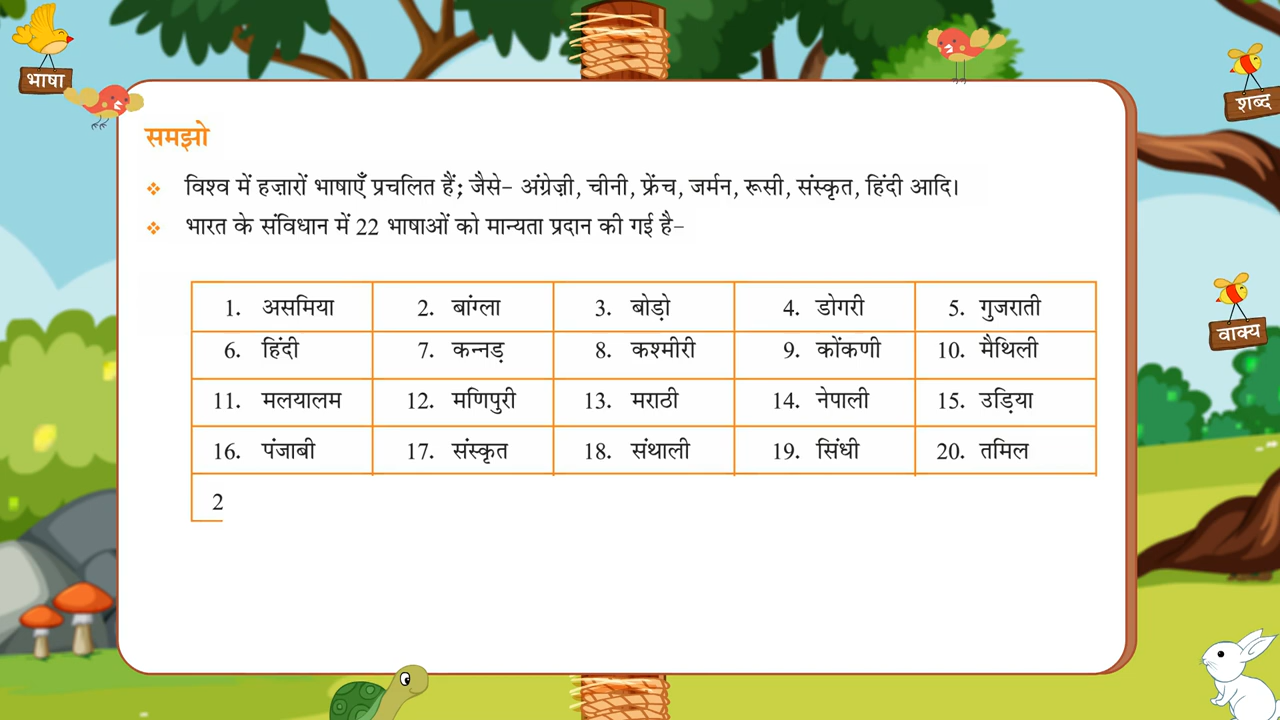 भाषा
शब्द
वाक्य
समझो
❖ विश्व में हजारों भाषाएँ प्रचलित हैं; जैसे- अंग्रेज़ी, चीनी, फ्रेंच, जर्मन, रूसी, संस्कृत, हिंदी आदि।
❖ भारत के संविधान में 22 भाषाओं को मान्यता प्रदान की गई है-
1. असमिया 2. बांग्ला 3. बोड़ो 4. डोगरी 5. गुजराती
6. हिंदी 7. कन्नड़ 8. कश्मीरी 9. कोंकणी 10. मैथिली
11. मलयालम 12. मणिपुरी 13. मराठी 14. नेपाली 15. उड़िया
16. पंजाबी 17. संस्कृत 18. संथाली 19. सिंधी 20. तमिल
2